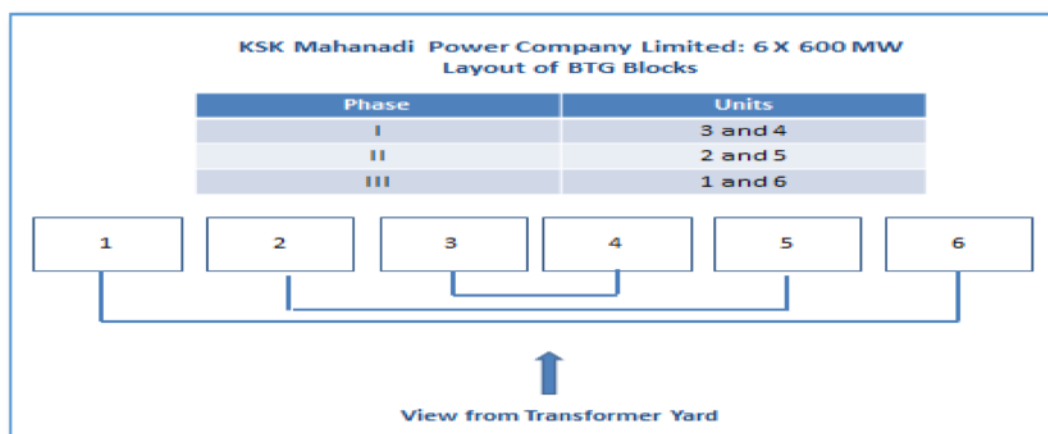 KSK Mahanadi Power Company Limited: 6 X 600 MW
Layout of BTG Blocks
Phase Units
I 3 and 4
II 2 and 5
III 1 and 6
1 2 3 4 5 6
View from Transformer Yard